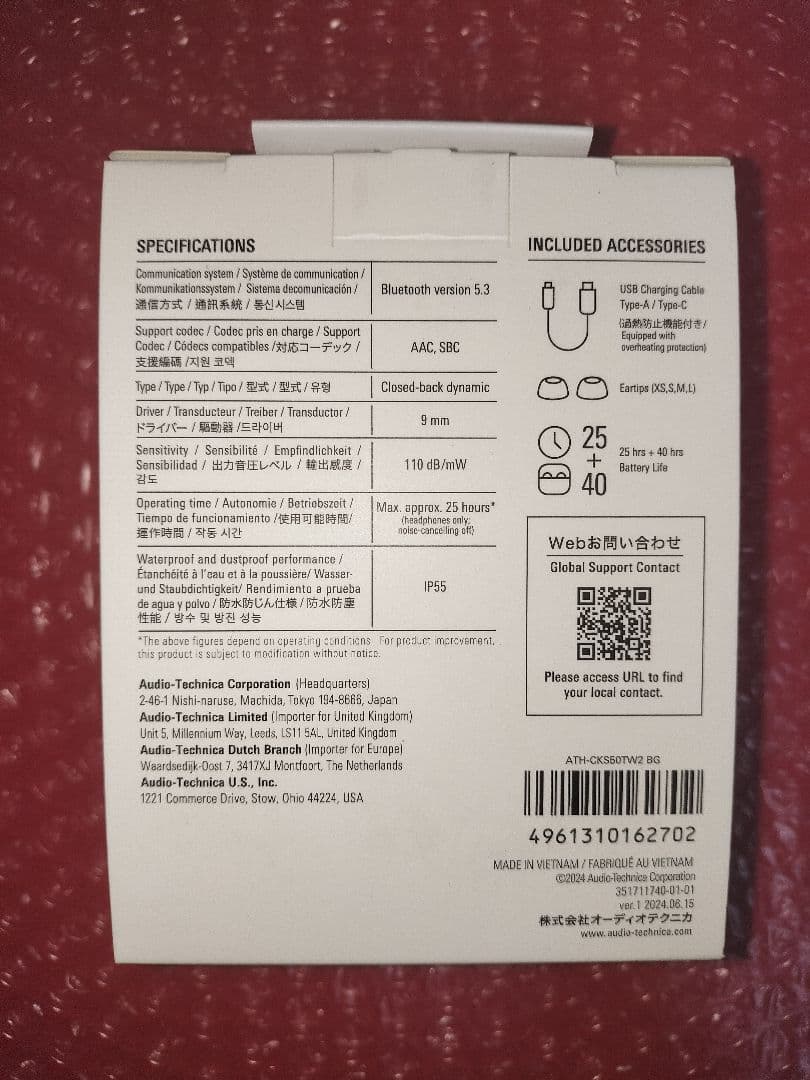 SPECIFICATIONS
Communication system / Système de communication /
Kommunikationssystem / Sistema decomunicación /
通信方式 / 通訊系統 / 통신시스템
Bluetooth version 5.3
Support codec / Codec pris en charge / Support
Codec / Códecs compatibles /対応コーデック /
支援編碼 /지원 코덱
AAC, SBC
Type / Type / Typ / Tipo / 型式 / 型式 / 유형
Closed-back dynamic
Driver / Transducteur / Treiber / Transductor /
ドライバー / 驅動器 /드라이버
9 mm
Sensitivity / Sensibilité / Empfindlichkeit /
Sensibilidad / 出力音圧レベル / 輸出感度 /
감도
110 dB/mW
Operating time / Autonomie / Betriebszeit /
Tiempo de funcionamiento /使用可能時間/
運作時間 / 작동 시간
Max. approx. 25 hours*
(headphones only;
noise-cancelling off)
Waterproof and dustproof performance /
Étanchéité à l'eau et à la poussière/ Wasser-
und Staubdichtigkeit/ Rendimiento a prueba
de agua y polvo / 防水防じん仕様 / 防水防塵
性能 / 방수 및 방진 성능
IP55
*The above figures depend on operating conditions. For product improvement,
this product is subject to modification without notice.
Audio-Technica Corporation (Headquarters)
2-46-1 Nishi-naruse, Machida, Tokyo 194-8666, Japan
Audio-Technica Limited (Importer for United Kingdom)
Unit 5, Millennium Way, Leeds, LS11 5AL, United Kingdom
Audio-Technica Dutch Branch (Importer for Europe)
Waardsedijk-Oost 7, 3417XJ Montfoort, The Netherlands
Audio-Technica U.S., Inc.
1221 Commerce Drive, Stow, Ohio 44224, USA
INCLUDED ACCESSORIES
USB Charging Cable
Type-A / Type-C
(過熱防止機能付き/
Equipped with
overheating protection)
Eartips (XS,S,M,L)
25
+
40
25 hrs + 40 hrs
Battery Life
Webお問い合わせ
Global Support Contact
Please access URL to find
your local contact.
ATH-CKS50TW2 BG
4961310162702
MADE IN VIETNAM / FABRIQUÉ AU VIETNAM
©2024 Audio-Technica Corporation
351711740-01-01
ver.1 2024.06.15
株式会社オーディオテクニカ
www.audio-technica.com